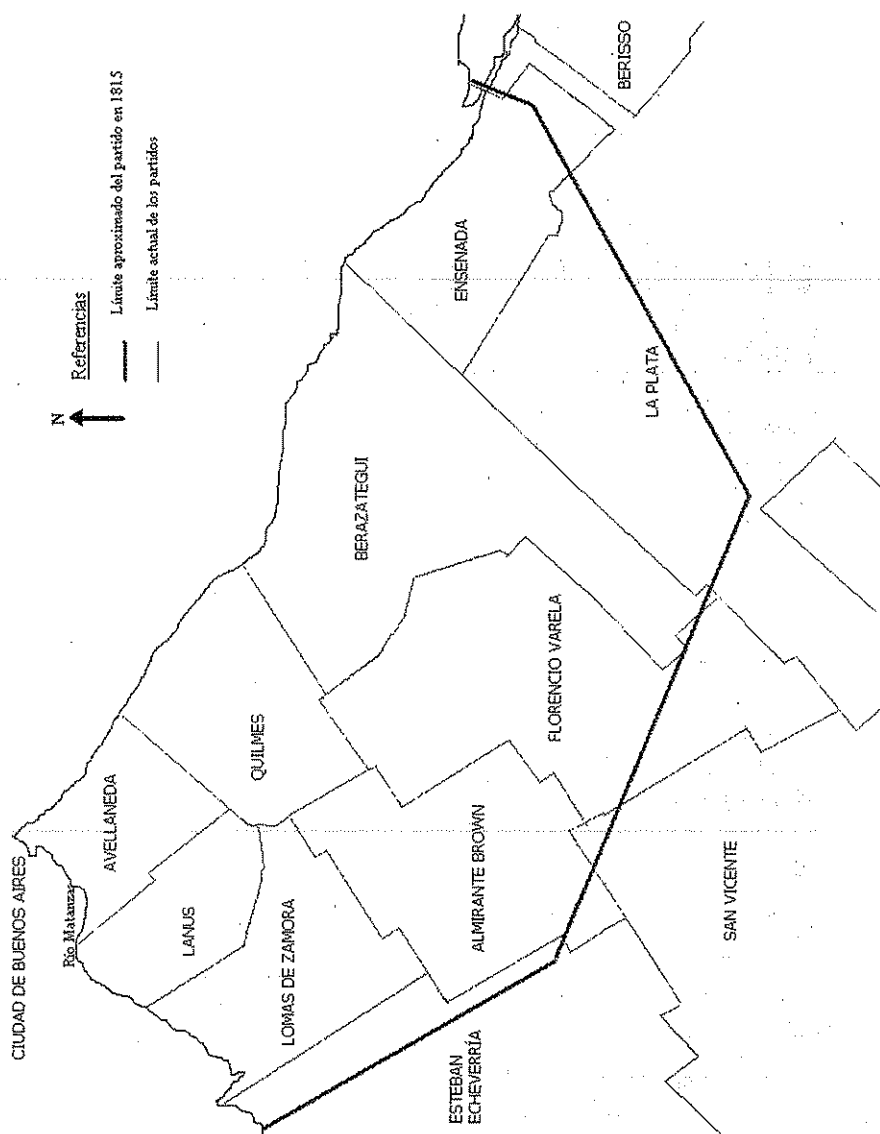 N
Referencias
Límite aproximado del partido en 1815
Límite actual de los partidos
CIUDAD DE BUENOS AIRES
Río Matanza
AVELLANEDA
LANUS
QUILMES
LOMAS DE ZAMORA
BERAZATEGUI
ENSENADA
BERISSO
ALMIRANTE BROWN
FLORENCIO VARELA
LA PLATA
ESTEBAN
ECHEVERRÍA
SAN VICENTE